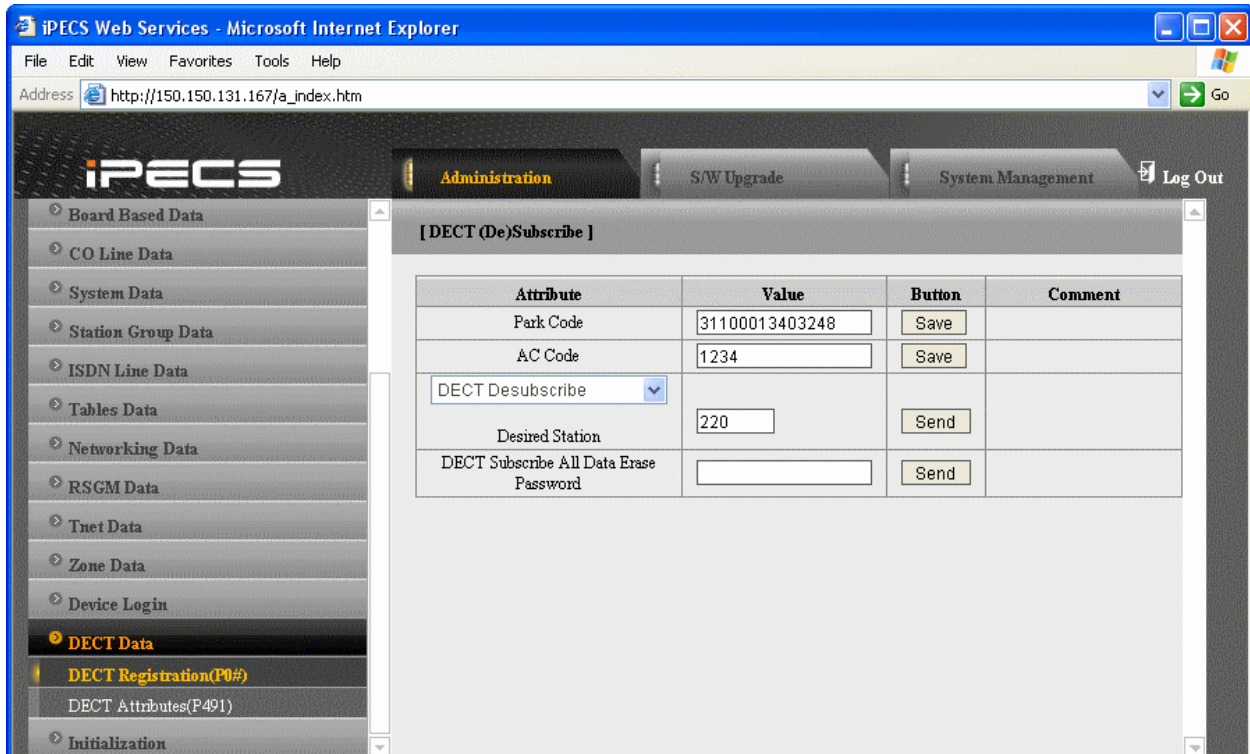 iPECS Web Services - Microsoft Internet Explorer
File Edit View Favorites Tools Help
Address http://150.150.131.167/a_index.htm Go
iPECS
Administration S/W Upgrade System Management Log Out
Board Based Data
CO Line Data
System Data
Station Group Data
ISDN Line Data
Tables Data
Networking Data
RSGM Data
Tnet Data
Zone Data
Device Login
DECT Data
DECT Registration(P0#)
DECT Attributes(P491)
Initialization
[ DECT (De)Subscribe ]
Attribute Value Button Comment
Park Code 31100013403248 Save
AC Code 1234 Save
DECT Desubscribe
Desired Station 220 Send
DECT Subscribe All Data Erase
Password Send